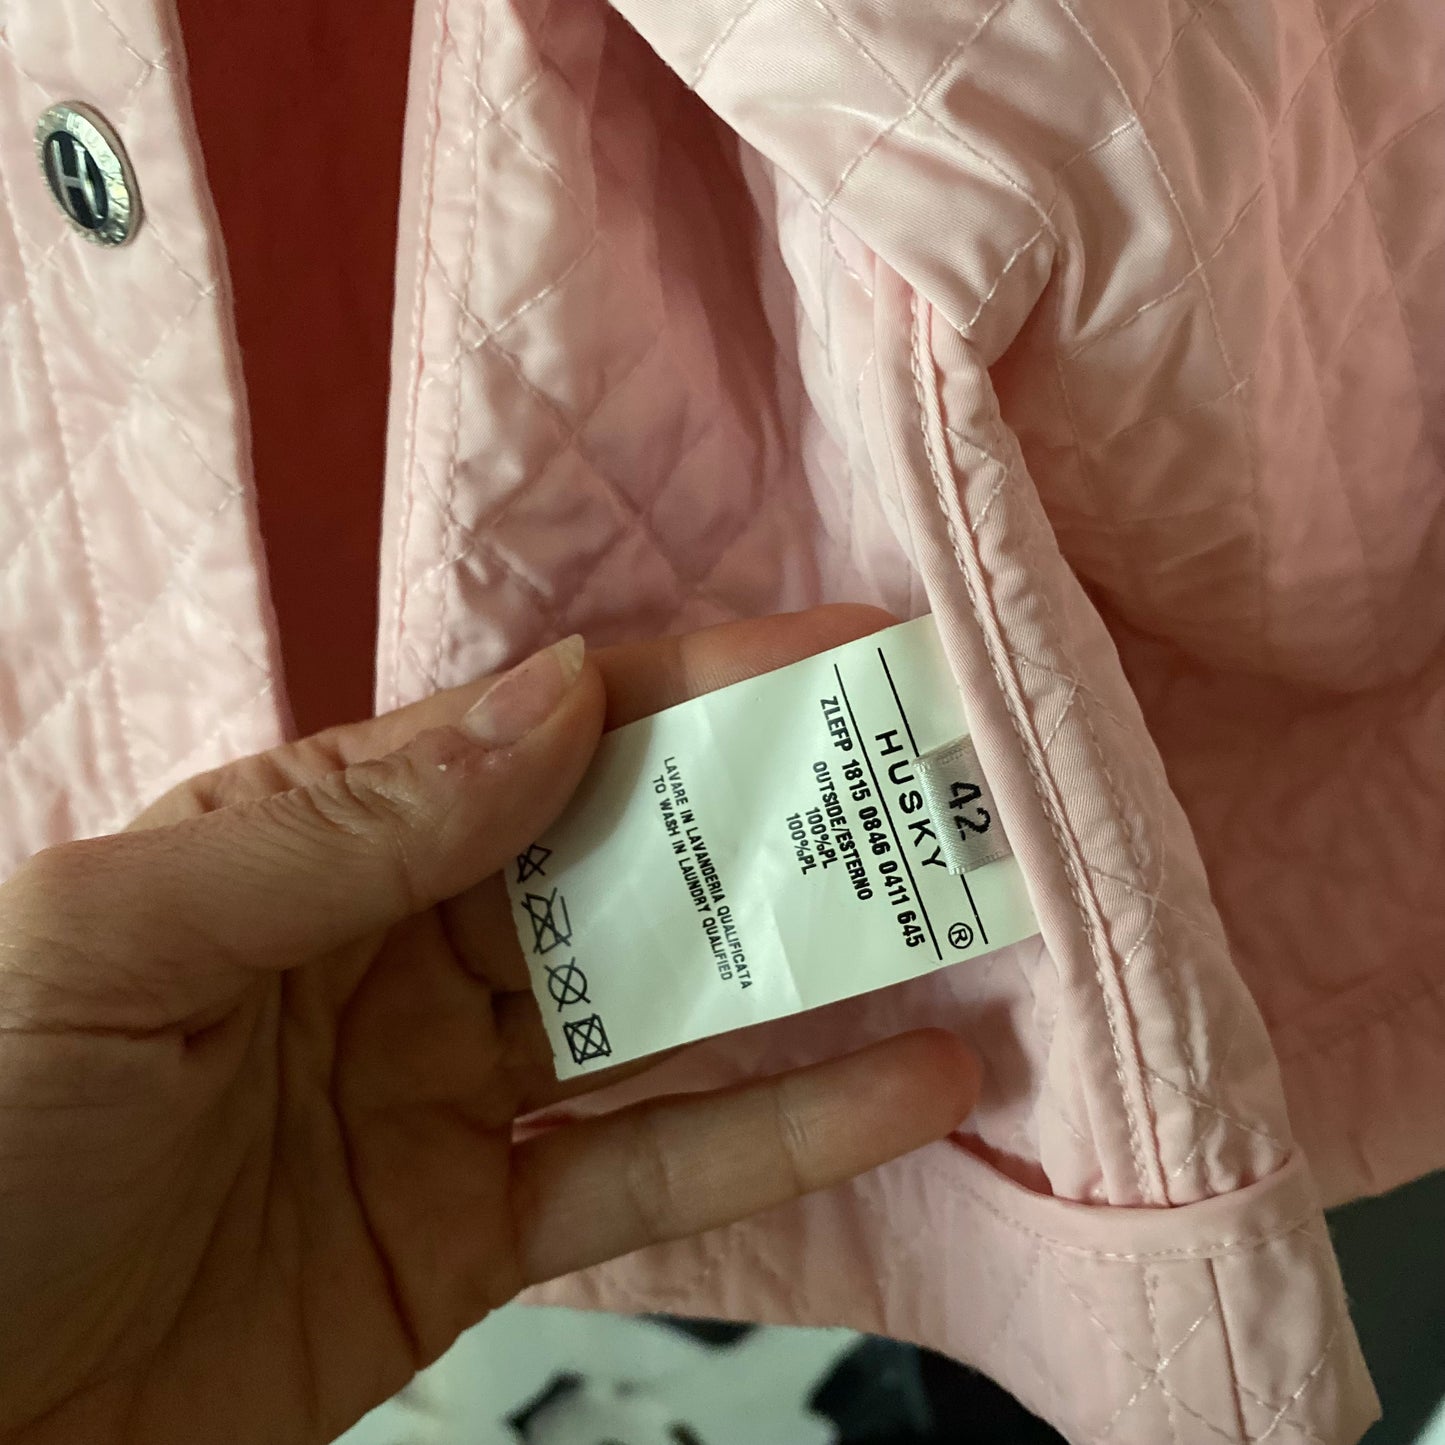 H
HUSKY
®
42
ZLEFP 1815 0846 0411 645
OUTSIDE/ESTERNO
100%PL
100%PL
LAVARE IN LAVANDERIA QUALIFICATA
TO WASH IN LAUNDRY QUALIFIED